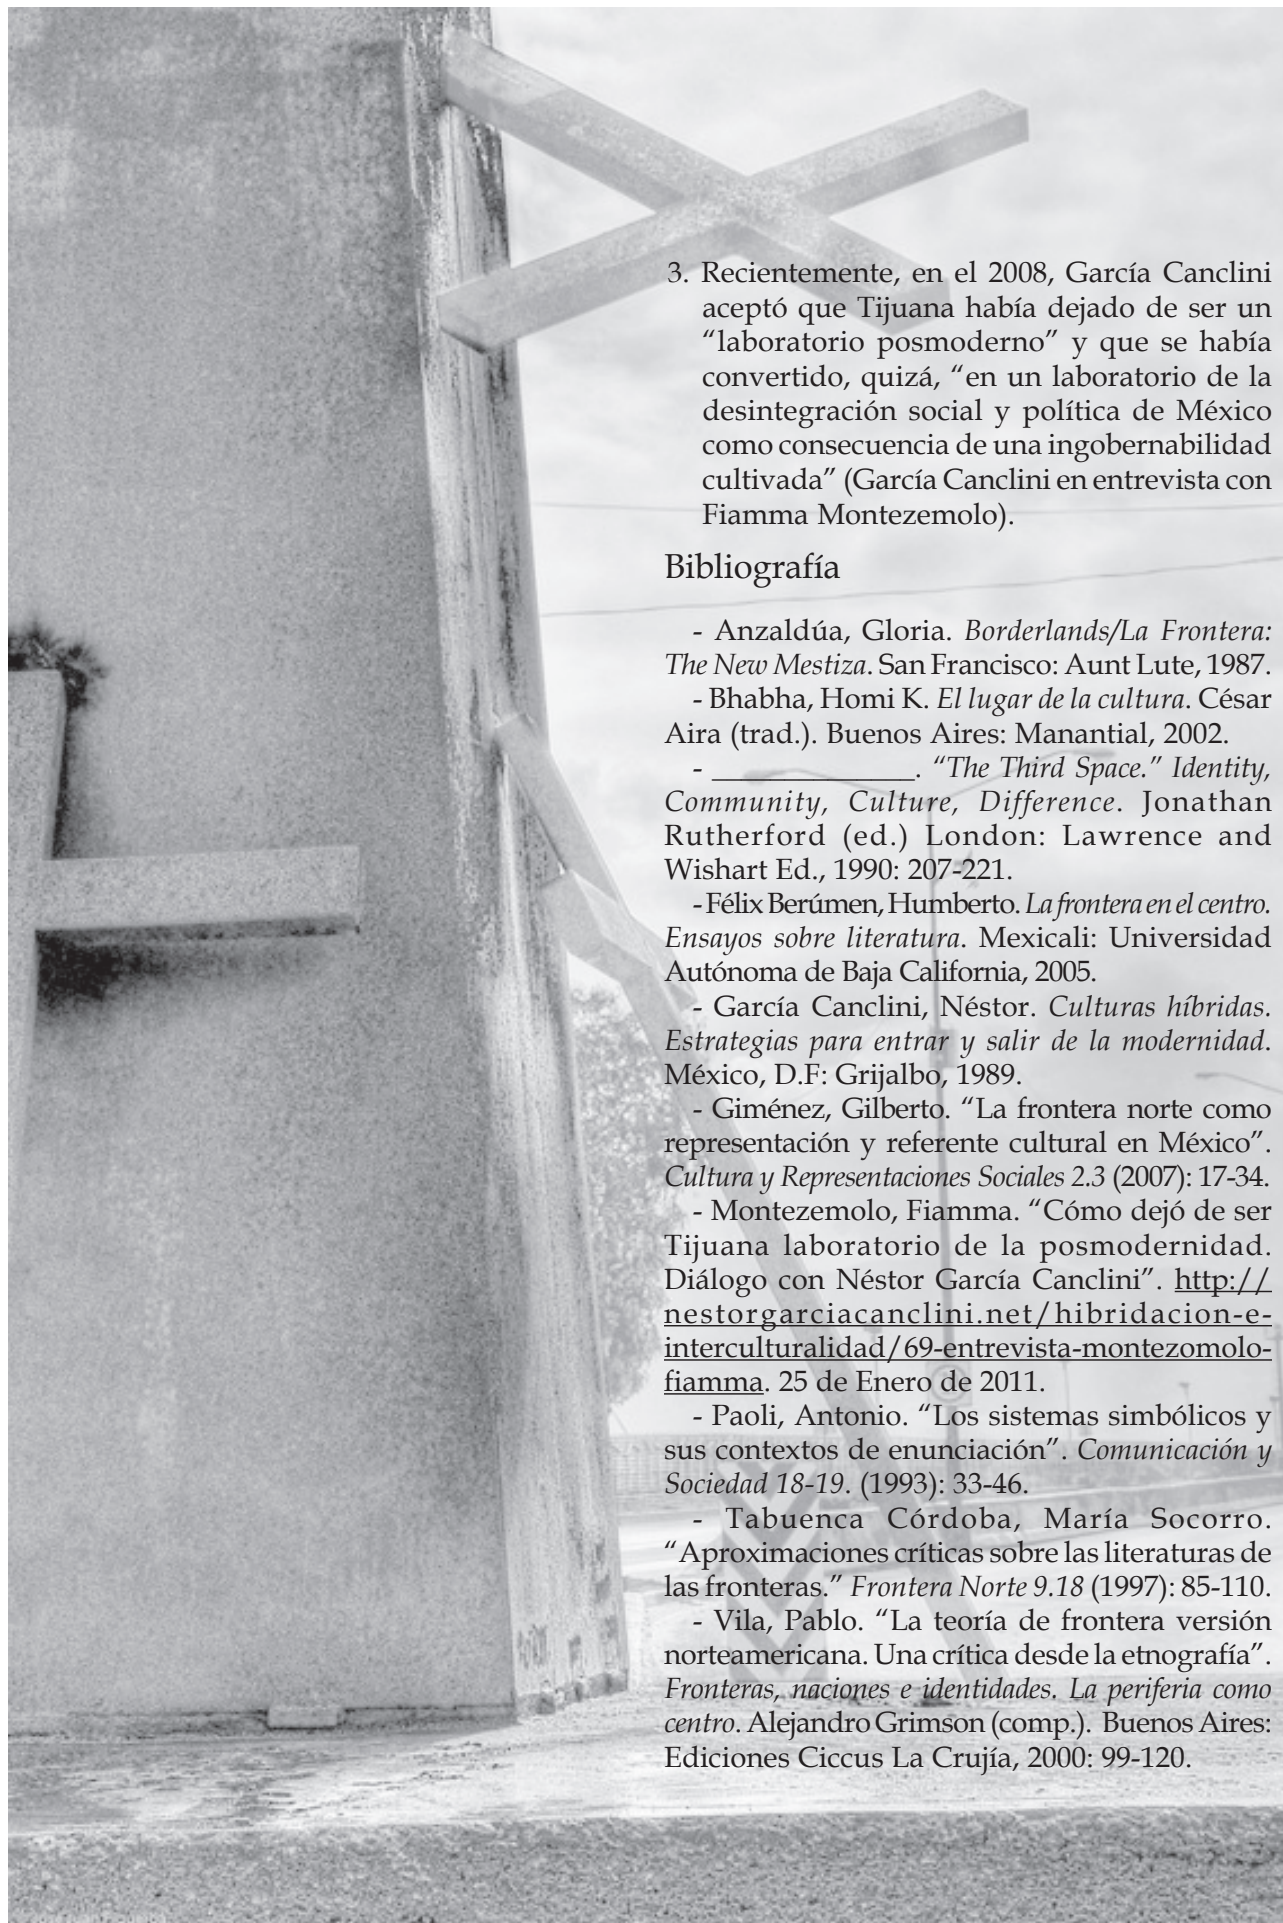 3. Recientemente, en el 2008, García Canclini
aceptó que Tijuana había dejado de ser un
“laboratorio posmoderno” y que se había
convertido, quizá, “en un laboratorio de la
desintegración social y política de México
como consecuencia de una ingobernabilidad
cultivada” (García Canclini en entrevista con
Fiamma Montezemolo).
Bibliografía
- Anzaldúa, Gloria. Borderlands/La Frontera:
The New Mestiza. San Francisco: Aunt Lute, 1987.
- Bhabha, Homi K. El lugar de la cultura. César
Aira (trad.). Buenos Aires: Manantial, 2002.
- ______________. “The Third Space.” Identity,
Community, Culture, Difference. Jonathan
Rutherford (ed.) London: Lawrence and
Wishart Ed., 1990: 207-221.
- Félix Berúmen, Humberto. La frontera en el centro.
Ensayos sobre literatura. Mexicali: Universidad
Autónoma de Baja California, 2005.
- García Canclini, Néstor. Culturas híbridas.
Estrategias para entrar y salir de la modernidad.
México, D.F: Grijalbo, 1989.
- Giménez, Gilberto. “La frontera norte como
representación y referente cultural en México”.
Cultura y Representaciones Sociales 2.3 (2007): 17-34.
- Montezemolo, Fiamma. “Cómo dejó de ser
Tijuana laboratorio de la posmodernidad.
Diálogo con Néstor García Canclini”. http://
nestorgarciacanclini.net/hibridacion-e-
interculturalidad/69-entrevista-montezomolo-
fiamma. 25 de Enero de 2011.
- Paoli, Antonio. “Los sistemas simbólicos y
sus contextos de enunciación”. Comunicación y
Sociedad 18-19. (1993): 33-46.
- Tabuenca Córdoba, María Socorro.
“Aproximaciones críticas sobre las literaturas de
las fronteras.” Frontera Norte 9.18 (1997): 85-110.
- Vila, Pablo. “La teoría de frontera versión
norteamericana. Una crítica desde la etnografía”.
Fronteras, naciones e identidades. La periferia como
centro. Alejandro Grimson (comp.). Buenos Aires:
Ediciones Ciccus La Crujía, 2000: 99-120.